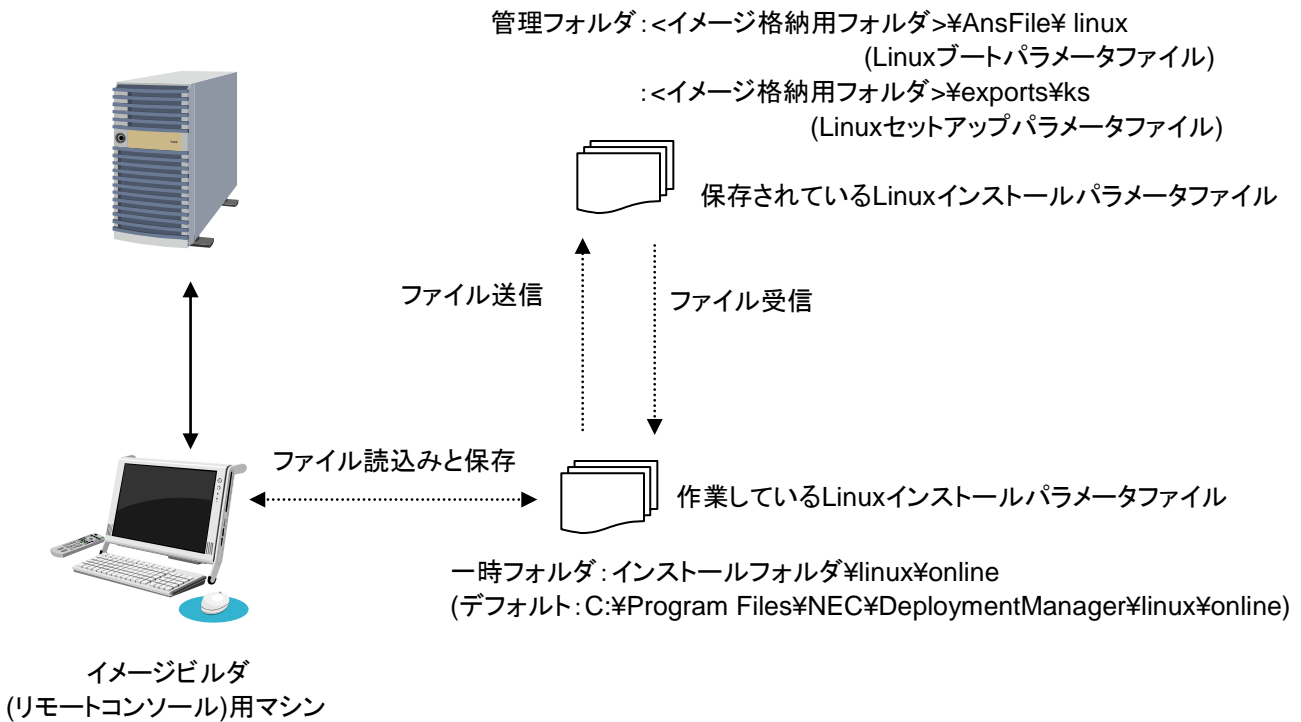 管理フォルダ:<イメージ格納用フォルダ>¥AnsFile¥ linux
(Linuxブートパラメータファイル)
:<イメージ格納用フォルダ>¥exports¥ks
(Linuxセットアップパラメータファイル)
保存されているLinuxインストールパラメータファイル
ファイル送信
ファイル受信
ファイル読込みと保存
作業しているLinuxインストールパラメータファイル
一時フォルダ:インストールフォルダ¥linux¥online
(デフォルト:C:¥Program Files¥NEC¥DeploymentManager¥linux¥online)
イメージビルダ
(リモートコンソール)用マシン